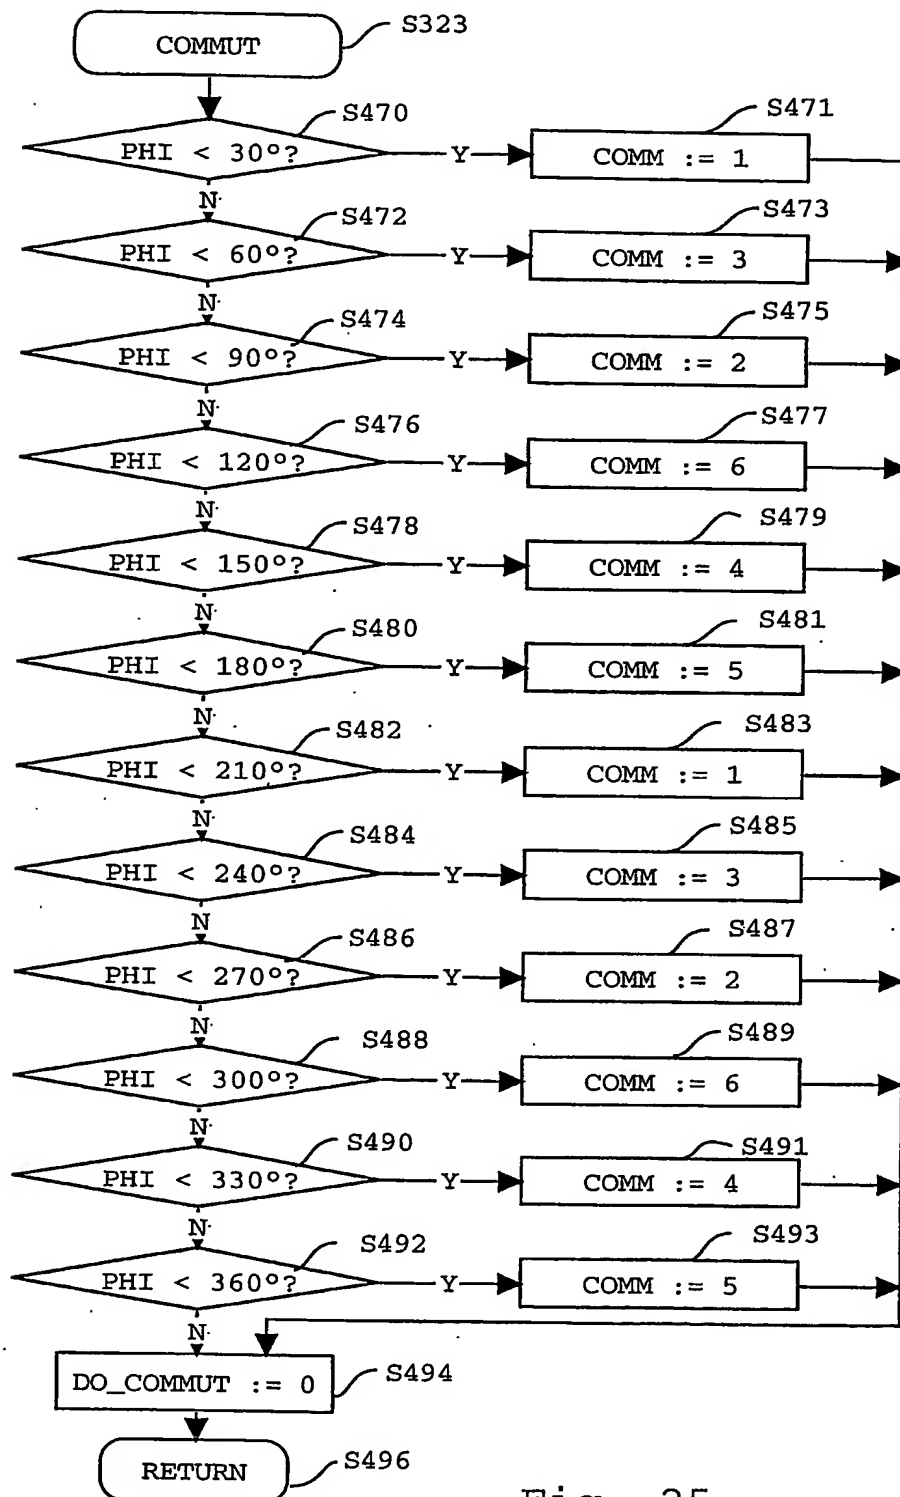 COMMUT
S323
PHI < 30°?
S470
Y
COMM := 1
S471
N
PHI < 60°?
S472
Y
COMM := 3
S473
N
PHI < 90°?
S474
Y
COMM := 2
S475
N
PHI < 120°?
S476
Y
COMM := 6
S477
N
PHI < 150°?
S478
Y
COMM := 4
S479
N
PHI < 180°?
S480
Y
COMM := 5
S481
N
PHI < 210°?
S482
Y
COMM := 1
S483
N
PHI < 240°?
S484
Y
COMM := 3
S485
N
PHI < 270°?
S486
Y
COMM := 2
S487
N
PHI < 300°?
S488
Y
COMM := 6
S489
N
PHI < 330°?
S490
Y
COMM := 4
S491
N
PHI < 360°?
S492
Y
COMM := 5
S493
N
DO_COMMUT := 0
S494
RETURN
S496